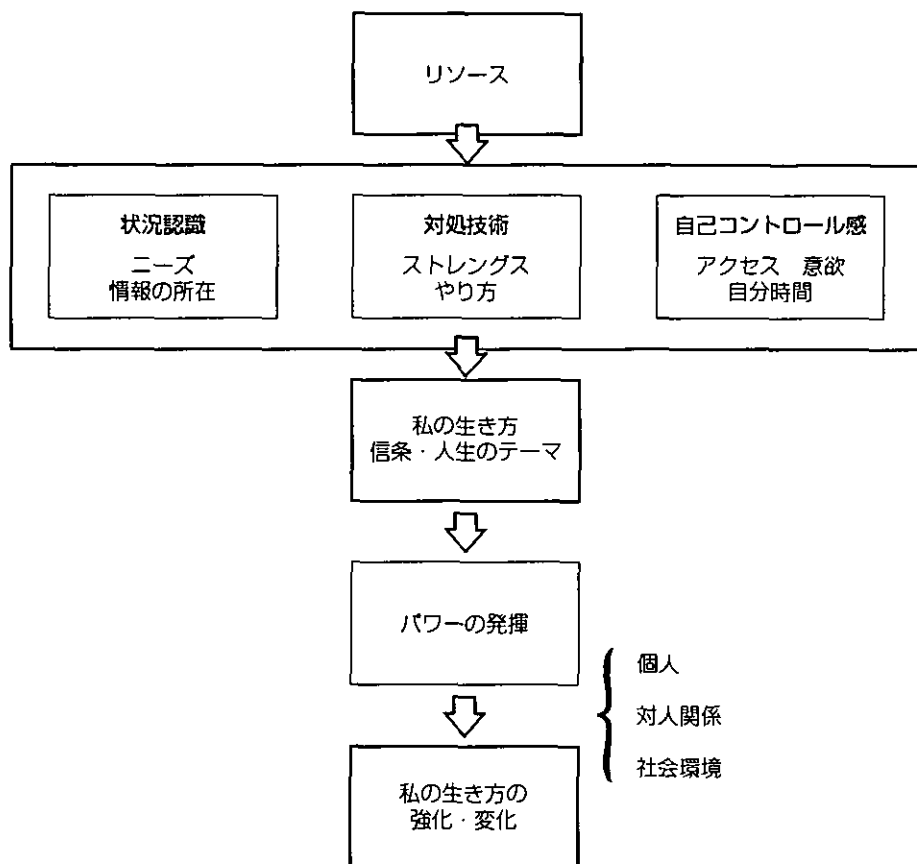 リソース
状況認識
ニーズ
情報の所在
対処技術
ストレングス
やり方
自己コントロール感
アクセス 意欲
自分時間
私の生き方
信条・人生のテーマ
パワーの発揮
個人
対人関係
社会環境
私の生き方の
強化・変化